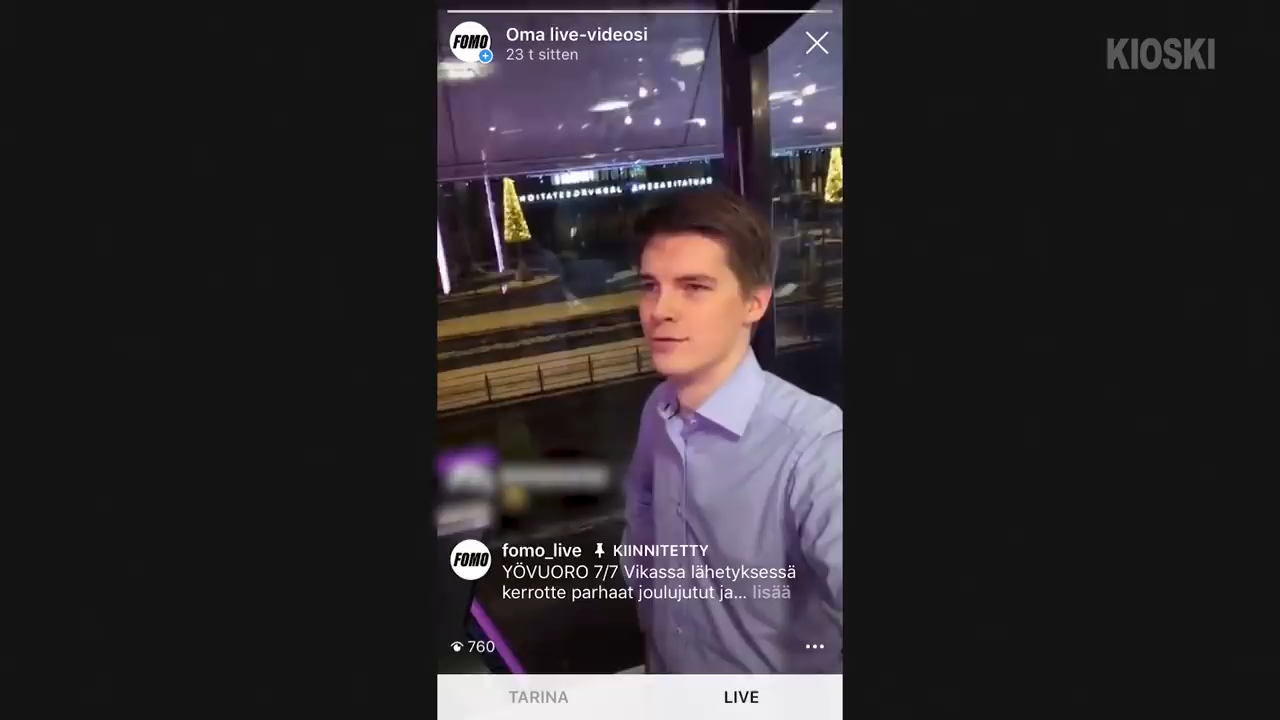 FOMO
Oma live-videosi
23 t sitten
KIOSKI
FOMO
fomo_live KIINNITETTY
YÖVUORO 7/7 Vikassa lähetyksessä
kerrotte parhaat joulujutut ja... lisää
760
TARINA
LIVE